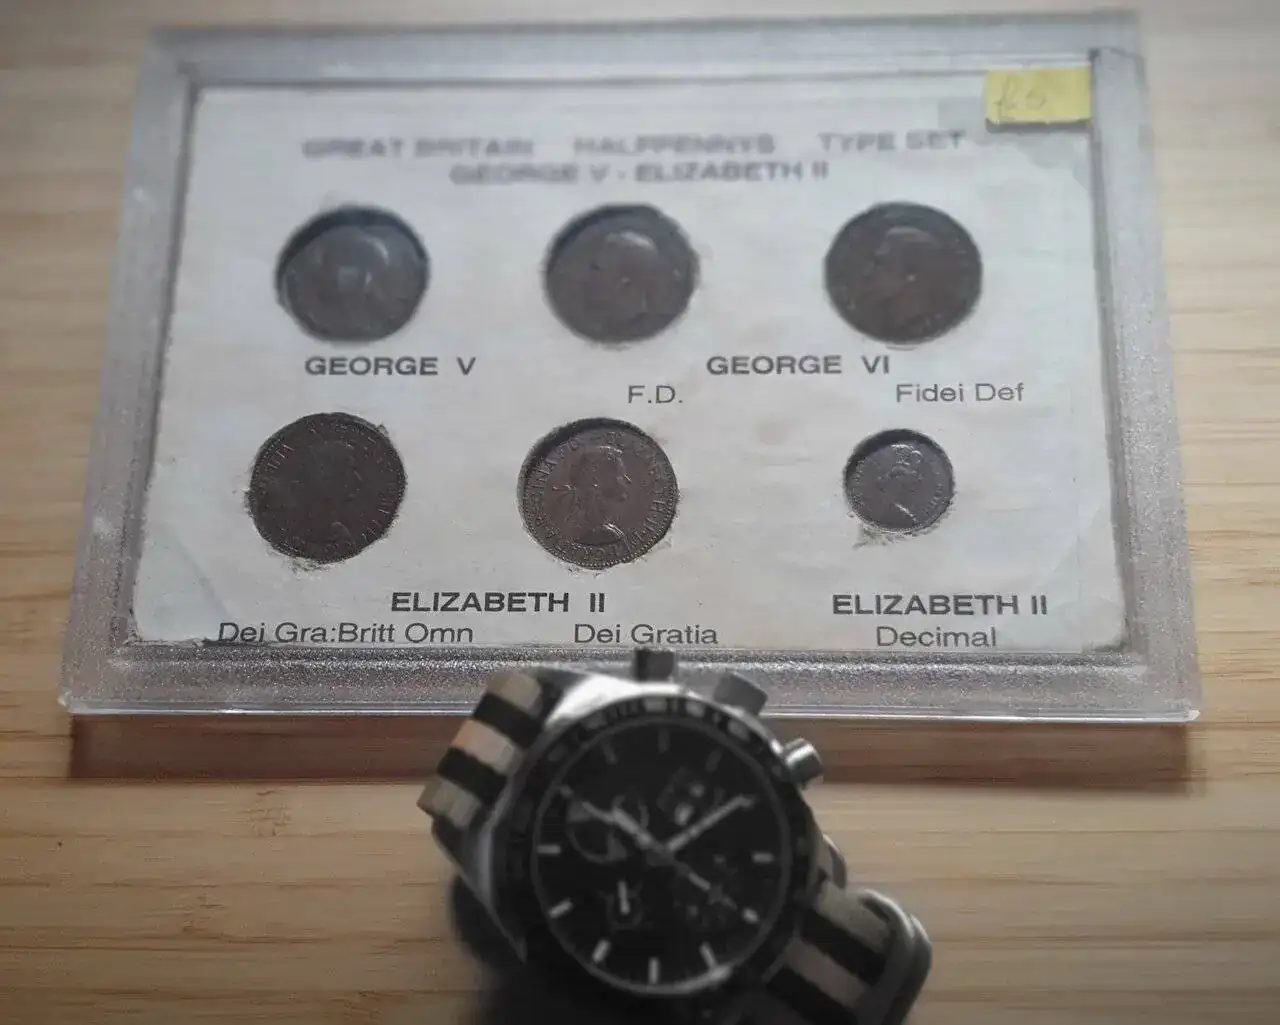 £5
GREAT BRITAIN HALFPENNYS TYPE SET
GEORGE V - ELIZABETH II
GEORGE V
GEORGE VI
F.D.
Fidei Def
ELIZABETH II
ELIZABETH II
Dei Gra:Britt Omn
Dei Gratia
Decimal